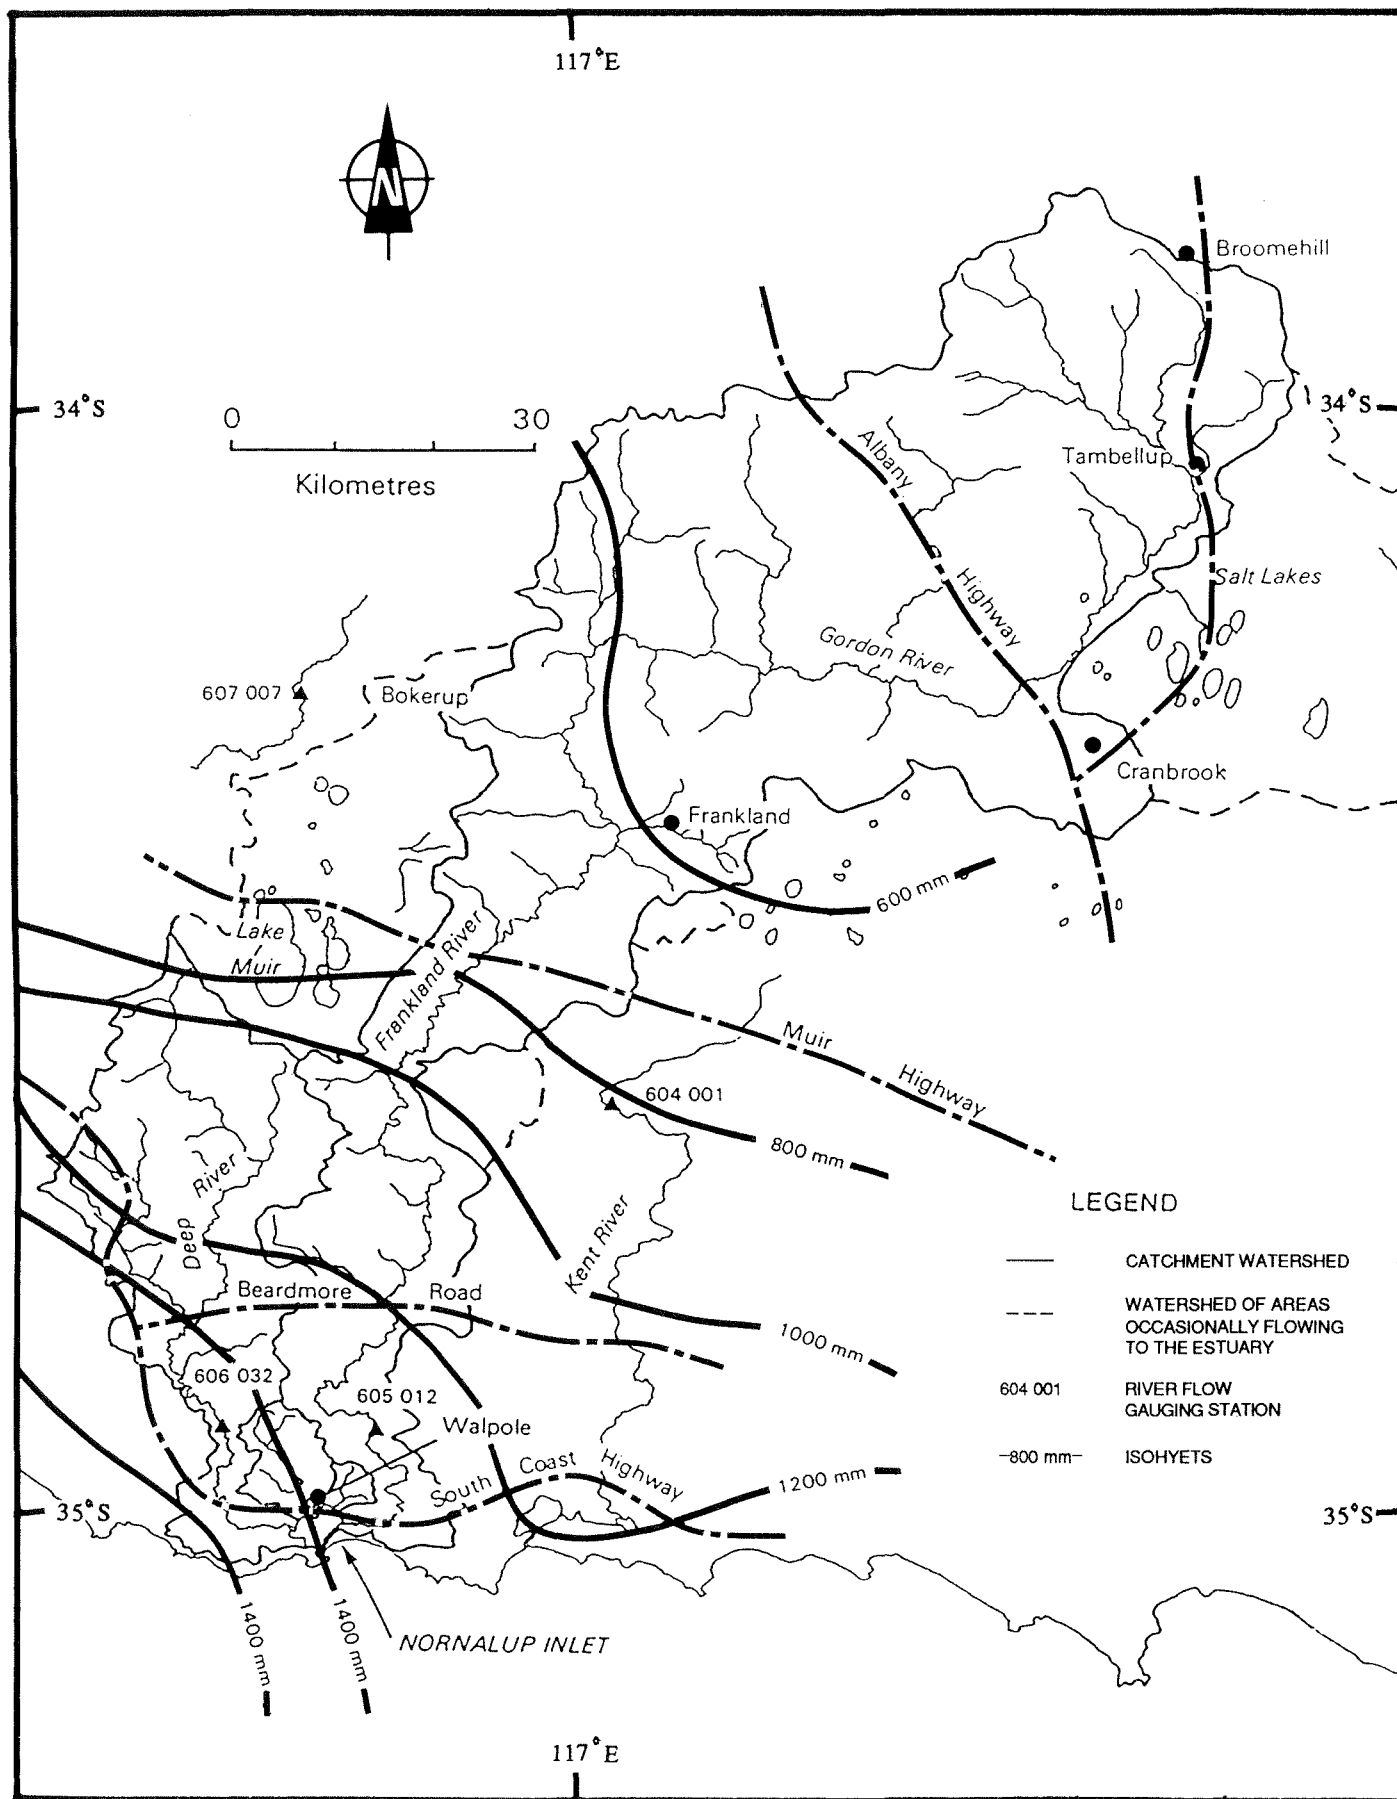 117°E
N
Broomehill
34°S
0 30
34°S
Albany
Tambellup
Kilometres
Highway
Salt Lakes
Gordon River
607 007
Bokerup
Cranbrook
Frankland
600 mm
Lake
Muir
Frankland River
Muir
Highway
604 001
800 mm
River
Deep
Kent River
LEGEND
CATCHMENT WATERSHED
Beardmore Road
WATERSHED OF AREAS
OCCASIONALLY FLOWING
TO THE ESTUARY
1000 mm
606 032
605 012
604 001 RIVER FLOW
GAUGING STATION
Walpole
-800 mm- ISOHYETS
South Coast Highway
1200 mm
35°S
35°S
1400 mm
1400 mm
NORNALUP INLET
117°E